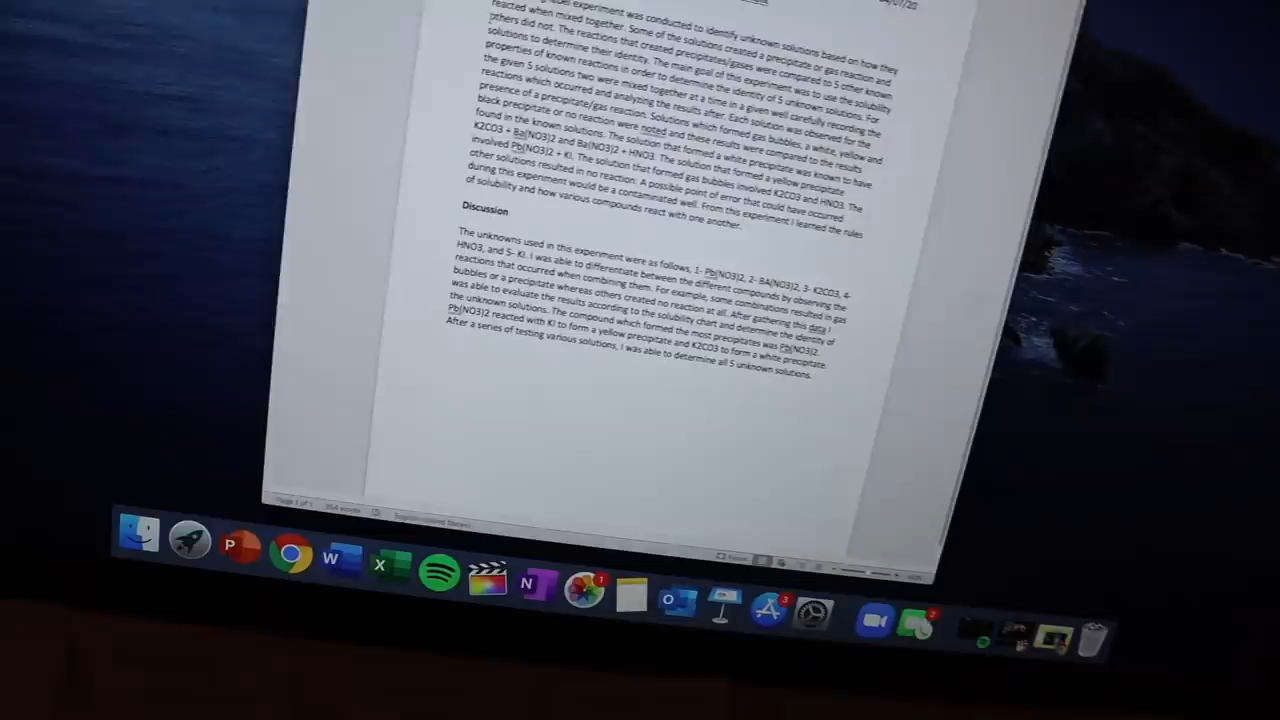 04/07/20
experiment was conducted to identify unknown solutions based on how they
reacted when mixed together. Some of the solutions created a precipitate or gas reaction and
others did not. The reactions that created precipitates/gases were compared to 5 other known
solutions to determine their identity. The main goal of this experiment was to use the solubility
properties of known reactions in order to determine the identity of 5 unknown solutions. For
the given 5 solutions two were mixed together at a time in a given well carefully recording the
reactions which occurred and analyzing the results after. Each solution was observed for the
presence of a precipitate/gas reaction. Solutions which formed gas bubbles, a white, yellow and
black precipitate or no reaction were noted and these results were compared to the results
found in the known solutions. The solution that formed a white precipitate was known to have
K2CO3 + Ba(NO3)2 and Ba(NO3)2 + HNO3. The solution that formed a yellow precipitate
involved Pb(NO3)2 + KI. The solution that formed gas bubbles involved K2CO3 and HNO3. The
other solutions resulted in no reaction. A possible point of error that could have occurred
during this experiment would be a contaminated well. From this experiment I learned the rules
of solubility and how various compounds react with one another.
Discussion
The unknowns used in this experiment were as follows, 1- Pb(NO3)2, 2- BA(NO3)2, 3- K2CO3, 4-
HNO3, and 5- KI. I was able to differentiate between the different compounds by observing the
reactions that occurred when combining them. For example, some combinations resulted in gas
bubbles or a precipitate whereas others created no reaction at all. After gathering this data I
was able to evaluate the results according to the solubility chart and determine the identity of
the unknown solutions. The compound which formed the most precipitates was Pb(NO3)2.
Pb(NO3)2 reacted with KI to form a yellow precipitate and K2CO3 to form a white precipitate.
After a series of testing various solutions, I was able to determine all 5 unknown solutions.
Page 1 of 1
P
W
X
N
1
O
3
2